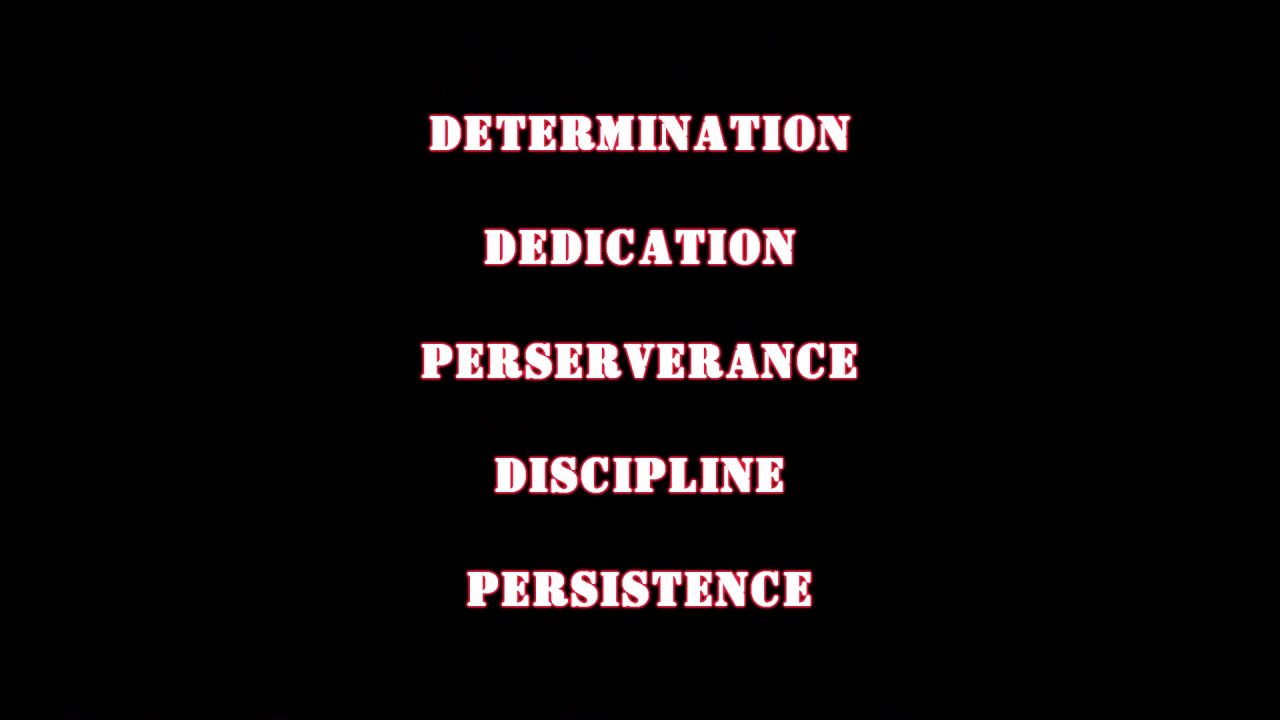 DETERMINATION
DEDICATION
PERSERVERANCE
DISCIPLINE
PERSISTENCE